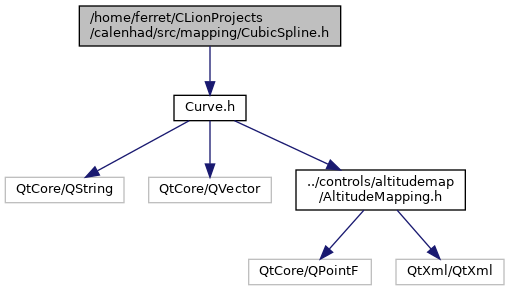 /home/ferret/CLionProjects
/calenhad/src/mapping/CubicSpline.h
Curve.h
QtCore/QString
QtCore/QVector
../controls/altitudemap
/AltitudeMapping.h
QtCore/QPointF
QtXml/QtXml